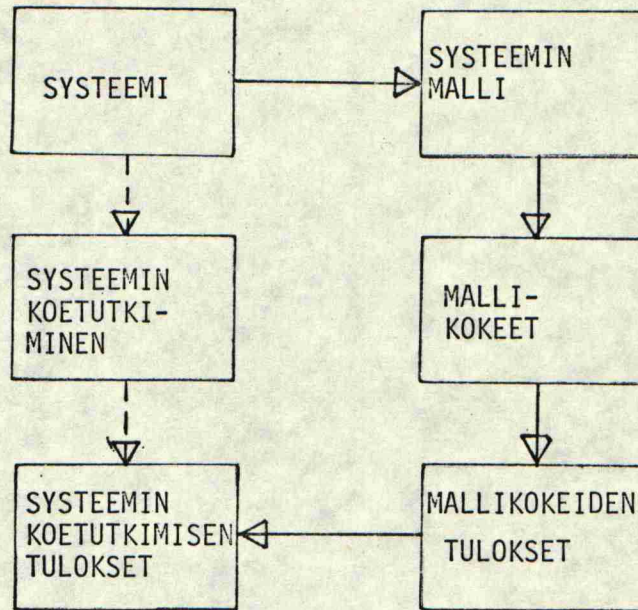 SYSTEEMI
SYSTEEMIN
MALLI
SYSTEEMIN
KOETUTKI-
MINEN
MALLI-
KOKEET
SYSTEEMIN
KOETUTKIMISEN
TULOKSET
MALLIKOKEIDEN
TULOKSET